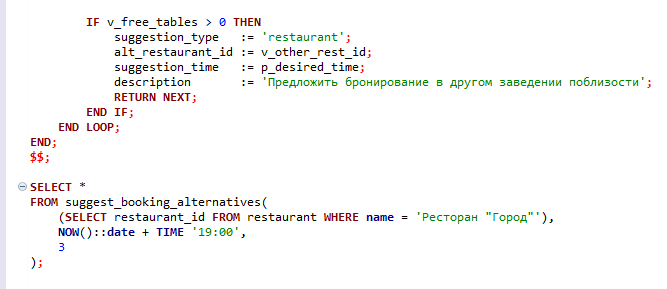 IF v_free_tables > 0 THEN
suggestion_type := 'restaurant';
alt_restaurant_id := v_other_rest_id;
suggestion_time := p_desired_time;
description := 'Предложить бронирование в другом заведении поблизости';
RETURN NEXT;
END IF;
END LOOP;
END;
$$;
SELECT *
FROM suggest_booking_alternatives(
(SELECT restaurant_id FROM restaurant WHERE name = 'Ресторан "Город"'),
NOW()::date + TIME '19:00',
3
);